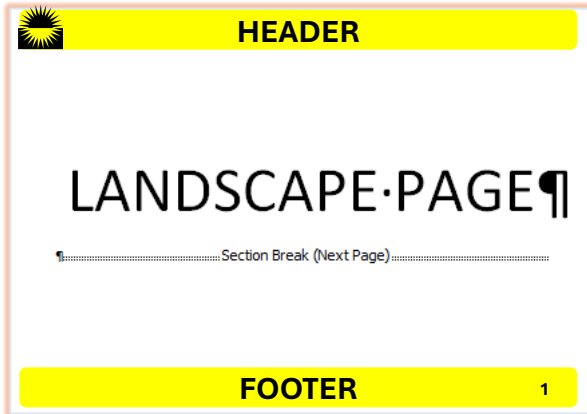 HEADER
LANDSCAPE·PAGE¶
¶Section Break (Next Page)
FOOTER 1